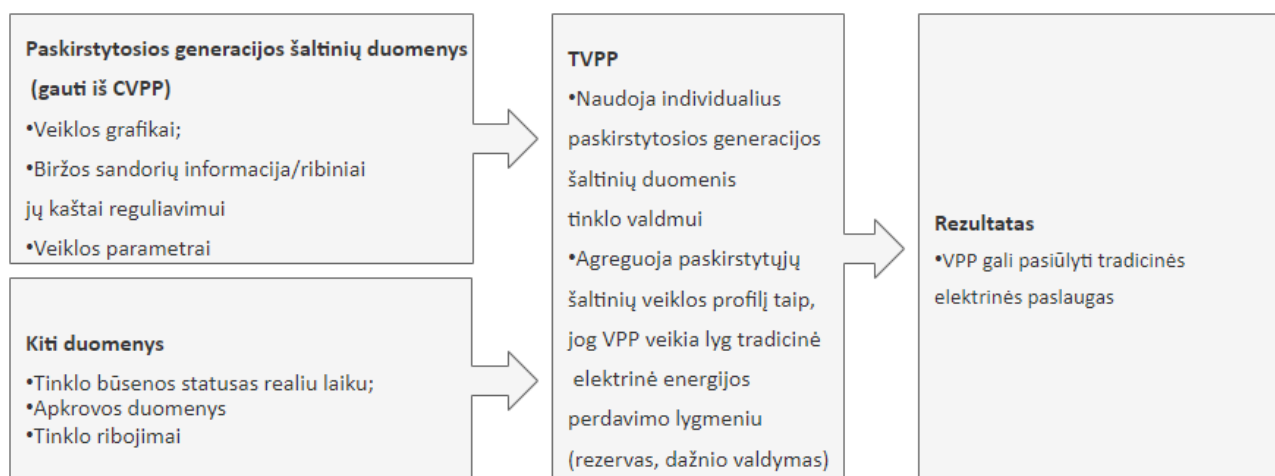 Paskirstytosios generacijos šaltinių duomenys
(gauti iš CVPP)
•Veiklos grafikai;
•Biržos sandorių informacija/ribiniai
jų kaštai reguliavimui
•Veiklos parametrai
Kiti duomenys
•Tinklo būsenos statusas realiu laiku;
•Apkrovos duomenys
•Tinklo ribojimai
TVPP
•Naudoja individualius
paskirstytosios generacijos
šaltinių duomenis
tinklo valdmui
•Agreguoja paskirstytųjų
šaltinių veiklos profilį taip,
jog VPP veikia lyg tradicinė
elektrinė energijos
perdavimo lygmeniu
(rezervas, dažnio valdymas)
Rezultatas
•VPP gali pasiūlyti tradicinės
elektrinės paslaugas